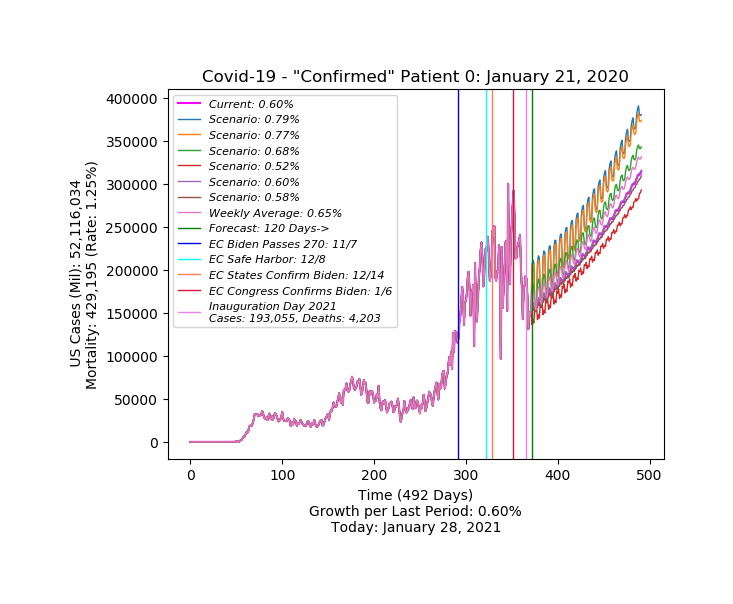 Covid-19 - "Confirmed" Patient 0: January 21, 2020
US Cases (Mil): 52,116,034
Mortality: 429,195 (Rate: 1.25%)
400000
350000
300000
250000
200000
150000
100000
50000
0
Current: 0.60%
Scenario: 0.79%
Scenario: 0.77%
Scenario: 0.68%
Scenario: 0.52%
Scenario: 0.60%
Scenario: 0.58%
Weekly Average: 0.65%
Forecast: 120 Days->
EC Biden Passes 270: 11/7
EC Safe Harbor: 12/8
EC States Confirm Biden: 12/14
EC Congress Confirms Biden: 1/6
Inauguration Day 2021
Cases: 193,055, Deaths: 4,203
0 100 200 300 400 500
Time (492 Days)
Growth per Last Period: 0.60%
Today: January 28, 2021